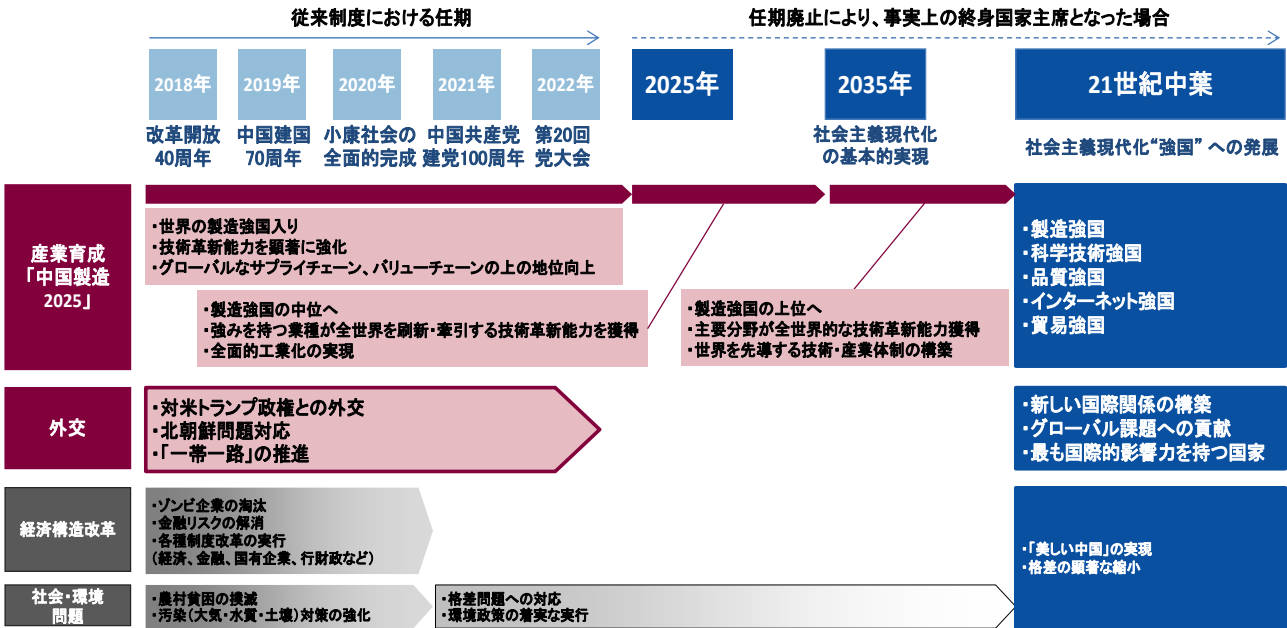 従来制度における任期
任期廃止により、事実上の終身国家主席となった場合
2018年
2019年
2020年
2021年
2022年
2025年
2035年
21世紀中葉
改革開放
40周年
中国建国
70周年
小康社会の
全面的完成
中国共産党
建党100周年
第20回
党大会
社会主義現代化
の基本的実現
社会主義現代化“強国” への発展
産業育成
「中国製造
2025」
・世界の製造強国入り
・技術革新能力を顕著に強化
・グローバルなサプライチェーン、バリューチェーンの上の地位向上
・製造強国の中位へ
・強みを持つ業種が全世界を刷新・牽引する技術革新能力を獲得
・全面的工業化の実現
・製造強国の上位へ
・主要分野が全世界的な技術革新能力獲得
・世界を先導する技術・産業体制の構築
・製造強国
・科学技術強国
・品質強国
・インターネット強国
・貿易強国
外交
・対米トランプ政権との外交
・北朝鮮問題対応
・「一帯一路」の推進
・新しい国際関係の構築
・グローバル課題への貢献
・最も国際的影響力を持つ国家
経済構造改革
・ゾンビ企業の淘汰
・金融リスクの解消
・各種制度改革の実行
(経済、金融、国有企業、行財政など)
・「美しい中国」の実現
・格差の顕著な縮小
社会・環境
問題
・農村貧困の撲滅
・汚染(大気・水質・土壌)対策の強化
・格差問題への対応
・環境政策の着実な実行